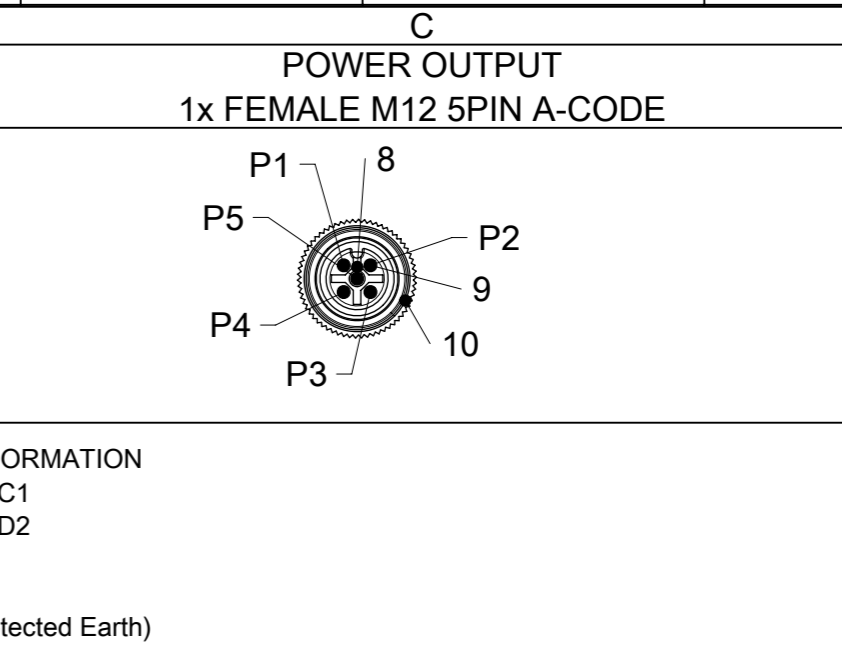 C
POWER OUTPUT
1x FEMALE M12 5PIN A-CODE
P1
8
P5
P2
9
P4
10
P3
ORMATION
C1
D2
tected Earth)